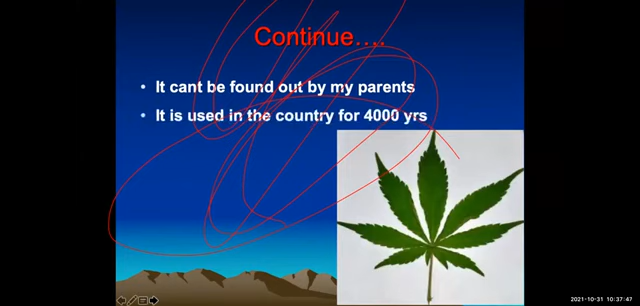 Continue….
• It cant be found out by my parents
• It is used in the country for 4000 yrs
2021-10-31 10:37:47